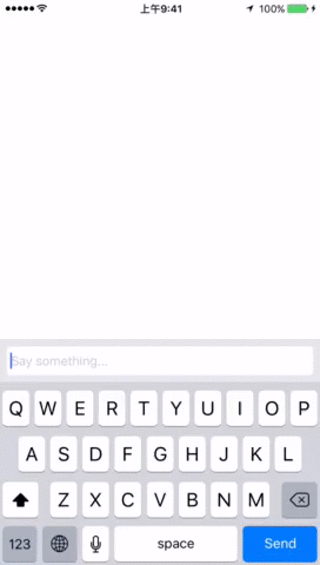 上午9:41
100%
Say something...
Q W E R T Y U I O P
A S D F G H J K L
Z X C V B N M
123 space Send